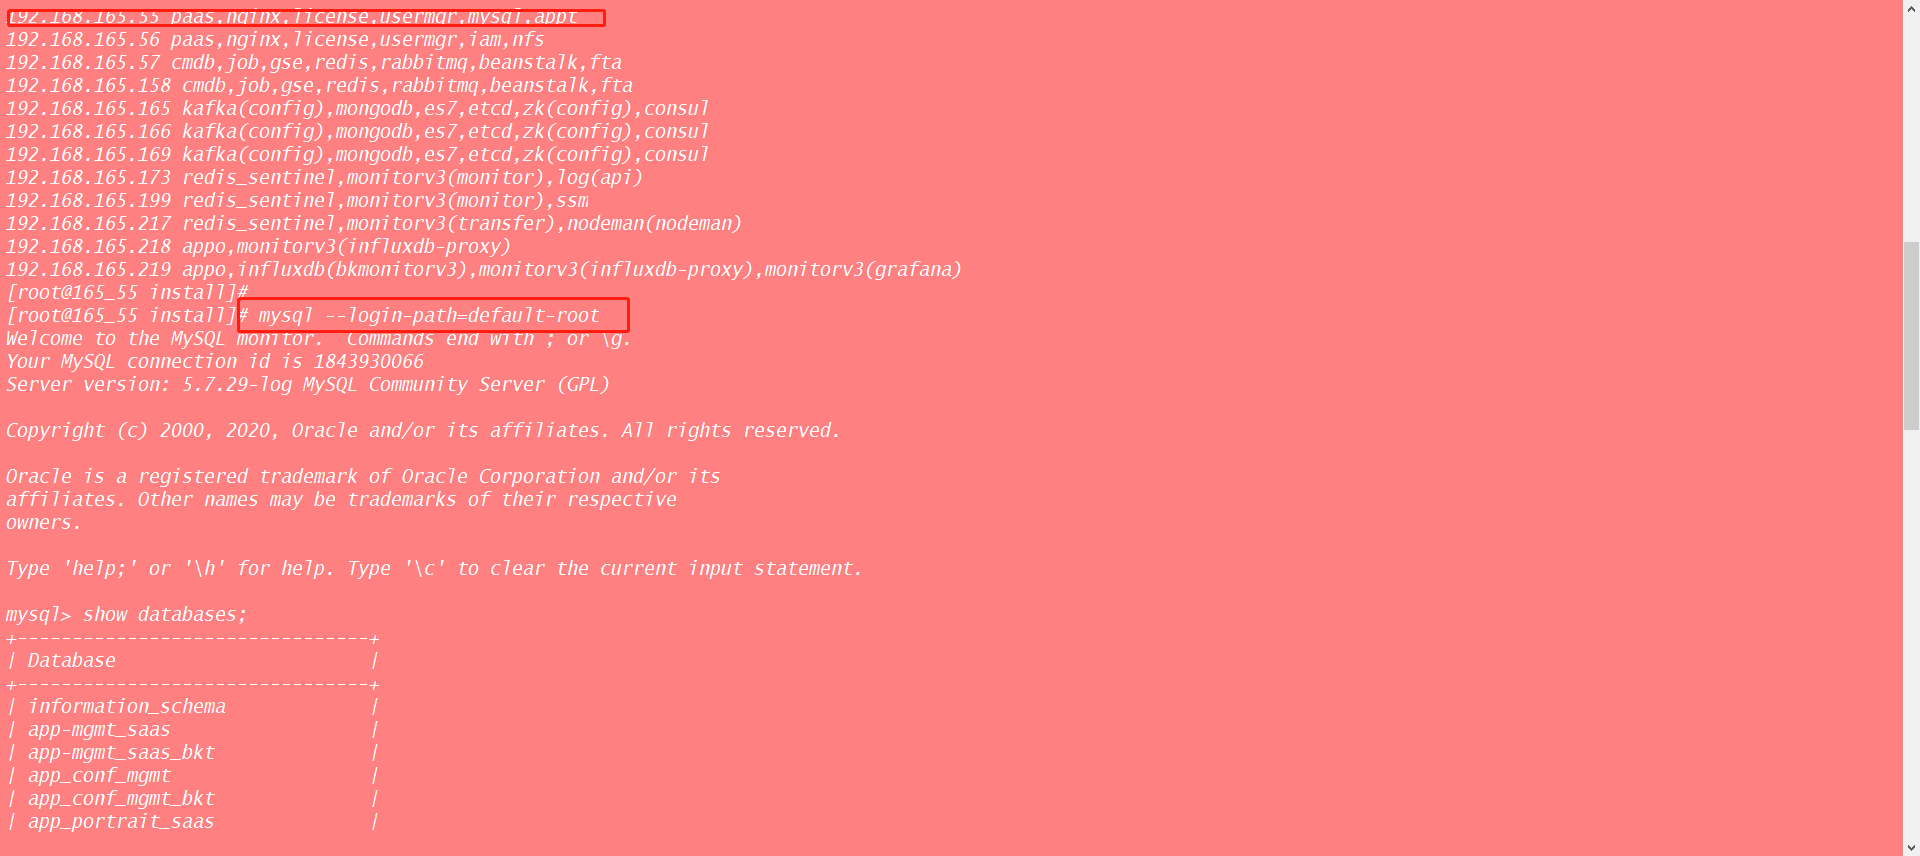 192.168.165.55 paas,nginx,license,usermgr,mysql,appt
192.168.165.56 paas,nginx,license,usermgr,iam,nfs
192.168.165.57 cmdb,job,gse,redis,rabbitmq,beanstalk,fta
192.168.165.158 cmdb,job,gse,redis,rabbitmq,beanstalk,fta
192.168.165.165 kafka(config),mongodb,es7,etcd,zk(config),consul
192.168.165.166 kafka(config),mongodb,es7,etcd,zk(config),consul
192.168.165.169 kafka(config),mongodb,es7,etcd,zk(config),consul
192.168.165.173 redis_sentinel,monitorv3(monitor),log(api)
192.168.165.199 redis_sentinel,monitorv3(monitor),ssm
192.168.165.217 redis_sentinel,monitorv3(transfer),nodeman(nodeman)
192.168.165.218 appo,monitorv3(influxdb-proxy)
192.168.165.219 appo,influxdb(bkmonitorv3),monitorv3(influxdb-proxy),monitorv3(grafana)
[root@165_55 install]#
[root@165_55 install]# mysql --login-path=default-root
Welcome to the MySQL monitor.  Commands end with ; or \g.
Your MySQL connection id is 1843930066
Server version: 5.7.29-log MySQL Community Server (GPL)
Copyright (c) 2000, 2020, Oracle and/or its affiliates. All rights reserved.
Oracle is a registered trademark of Oracle Corporation and/or its
affiliates. Other names may be trademarks of their respective
owners.
Type 'help;' or '\h' for help. Type '\c' to clear the current input statement.
mysql> show databases;
+--------------------------------+
| Database                       |
+--------------------------------+
| information_schema             |
| app-mgmt_saas                  |
| app-mgmt_saas_bkt              |
| app_conf_mgmt                  |
| app_conf_mgmt_bkt              |
| app_portrait_saas              |